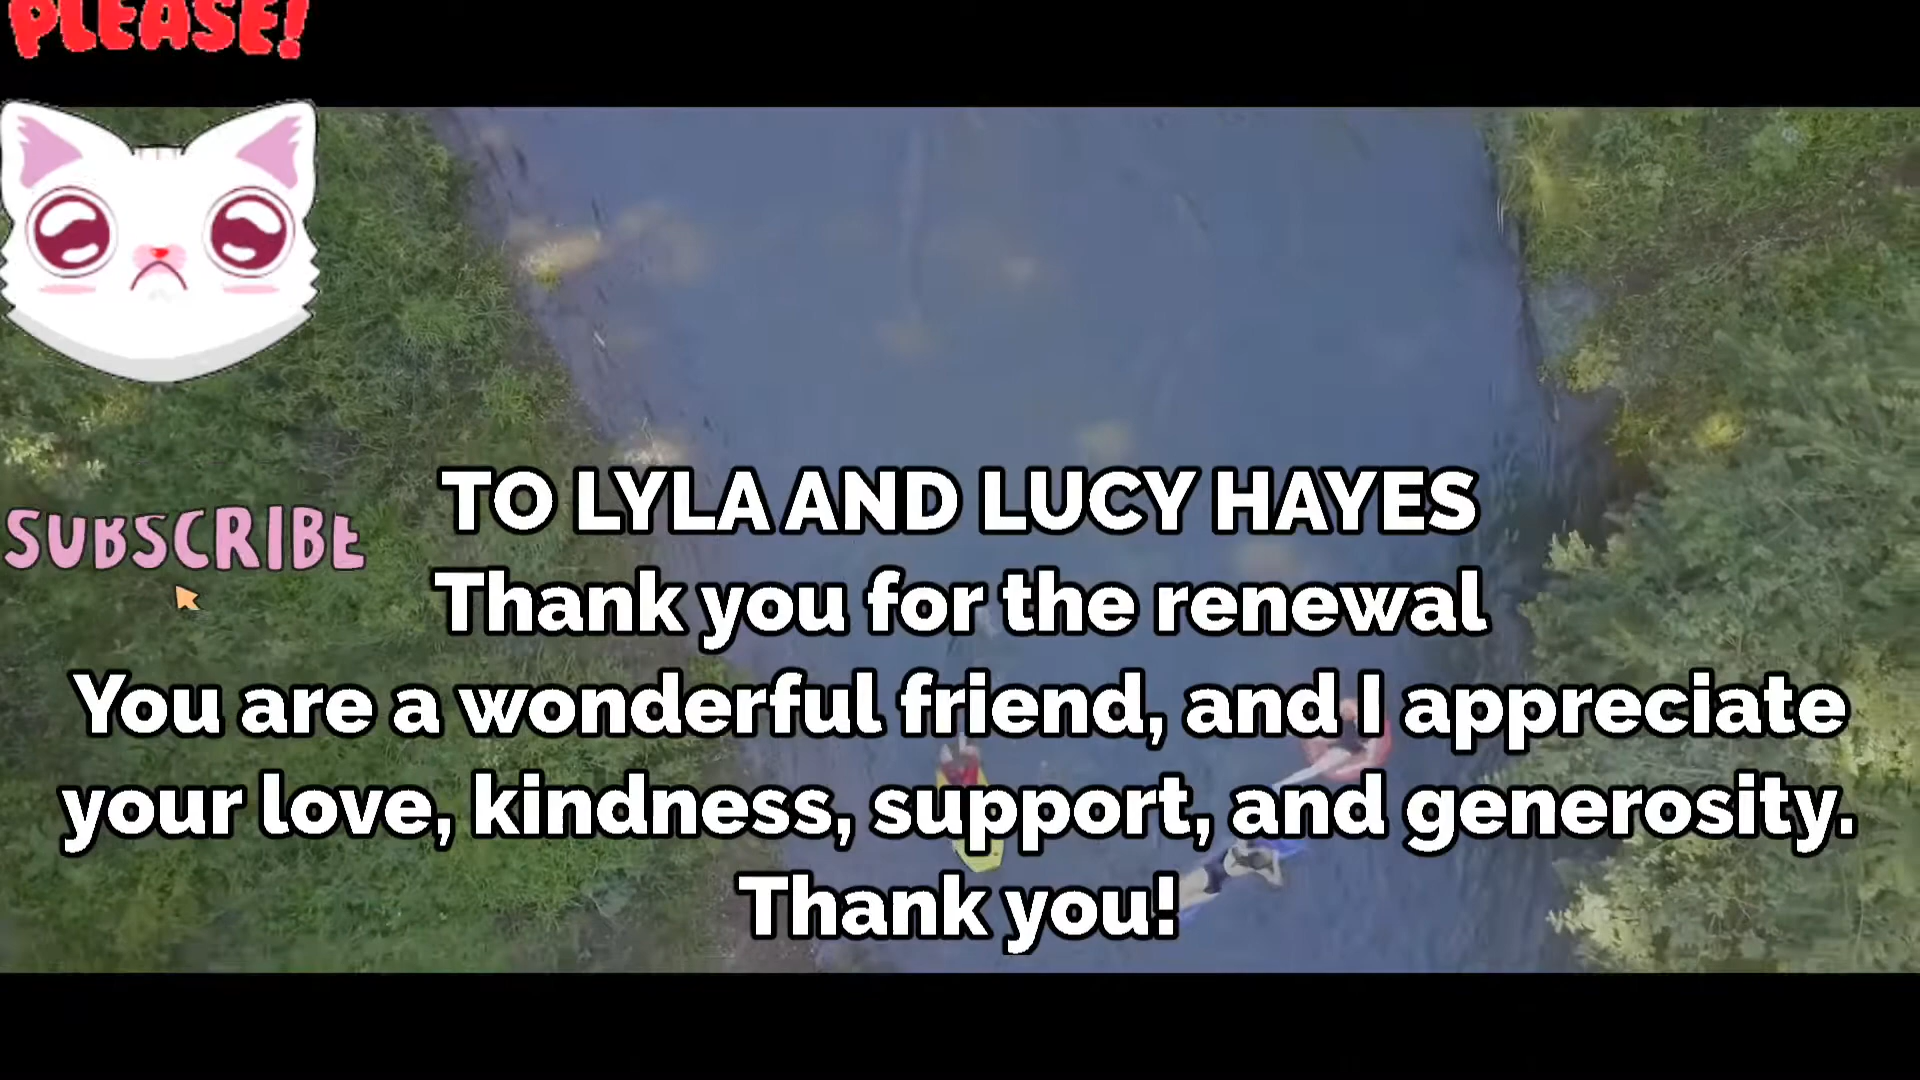 PLEASE!
SUBSCRIBE
TO LYLA AND LUCY HAYES
Thank you for the renewal
You are a wonderful friend, and I appreciate
your love, kindness, support, and generosity.
Thank you!